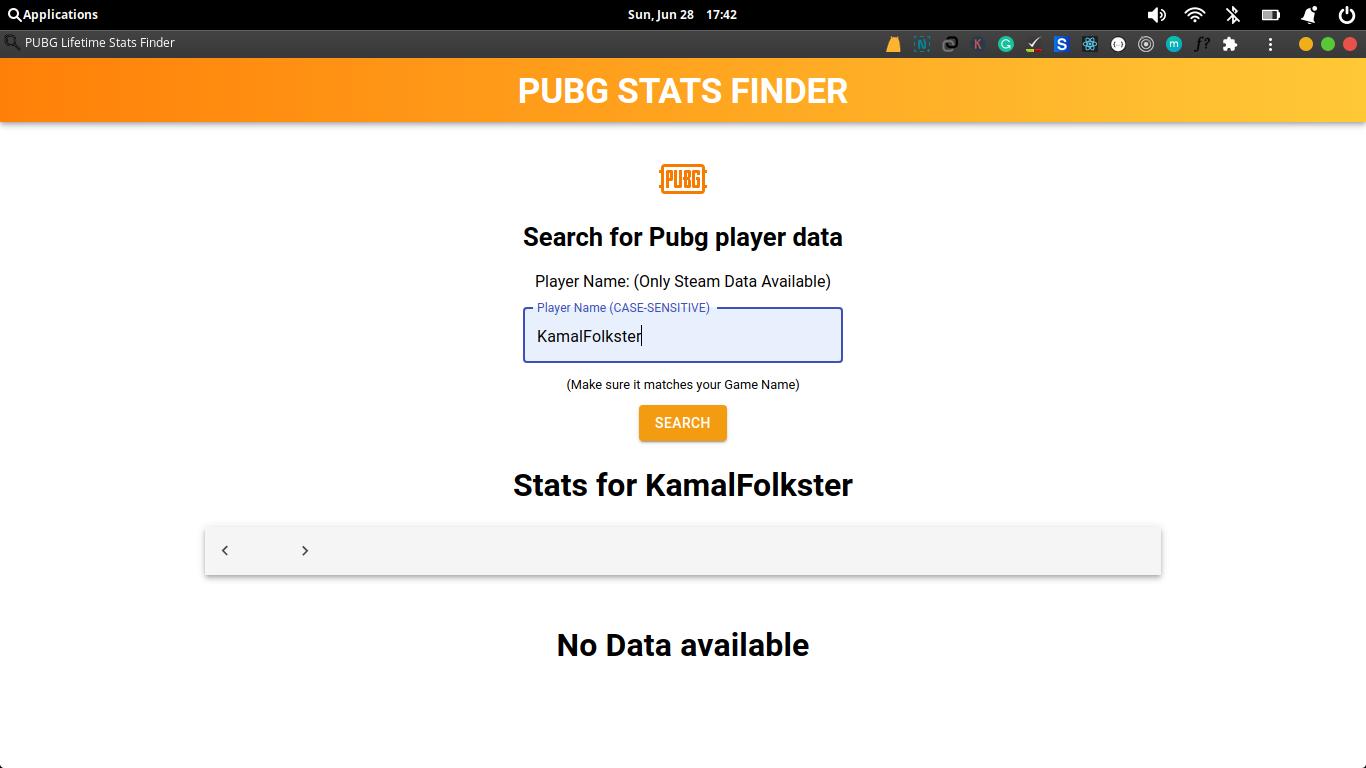 Applications
Sun, Jun 28 17:42
PUBG Lifetime Stats Finder
N K G S m f?
PUBG STATS FINDER
PUBG
Search for Pubg player data
Player Name: (Only Steam Data Available)
Player Name (CASE-SENSITIVE)
KamalFolkster
(Make sure it matches your Game Name)
SEARCH
Stats for KamalFolkster
No Data available